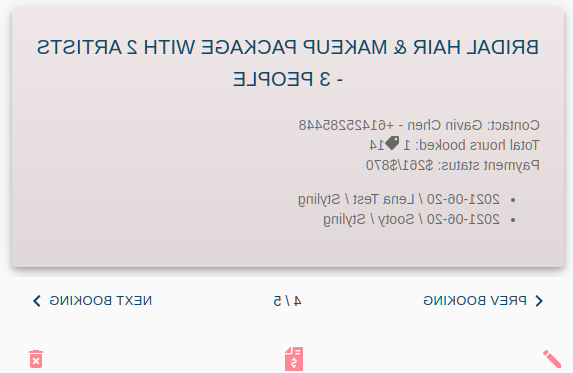 BRIDAL HAIR & MAKEUP PACKAGE WITH 2 ARTISTS
- 3 PEOPLE
Contact: Gavin Chen - +61425285448
Total hours booked: 1 14
Payment status: $261/$870
• 2021-06-20 / Lena Test / Styling
• 2021-06-20 / Sooty / Styling
PREV BOOKING 4 / 5 NEXT BOOKING
$